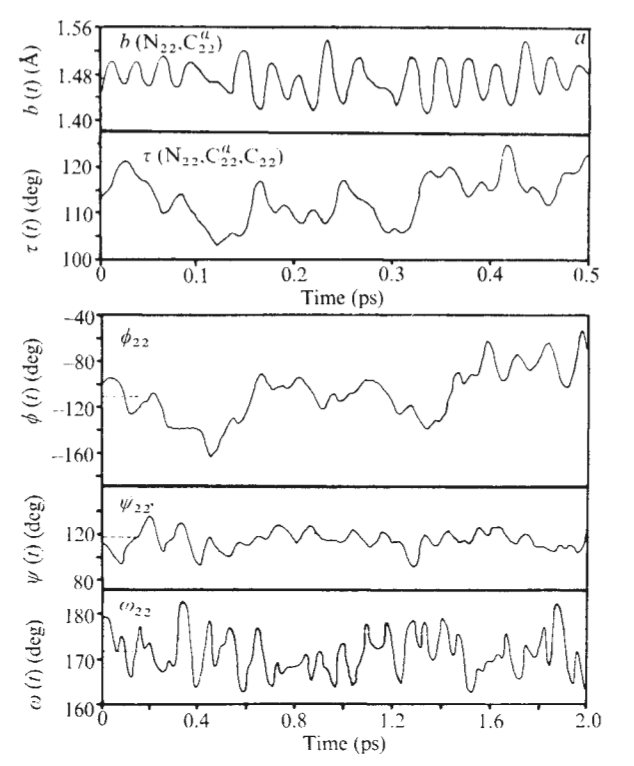 1.56
b (N22,Cα22)
a
1.48
1.40
b (t) (Å)
τ (N22,Cα22,C22)
120
110
100
τ (t) (deg)
0 0.1 0.2 0.3 0.4 0.5
Time (ps)
−40
ϕ22
−80
−120
−160
ϕ (t) (deg)
ψ22
120
80
ψ (t) (deg)
ω22
180
170
160
ω (t) (deg)
0 0.4 0.8 1.2 1.6 2.0
Time (ps)